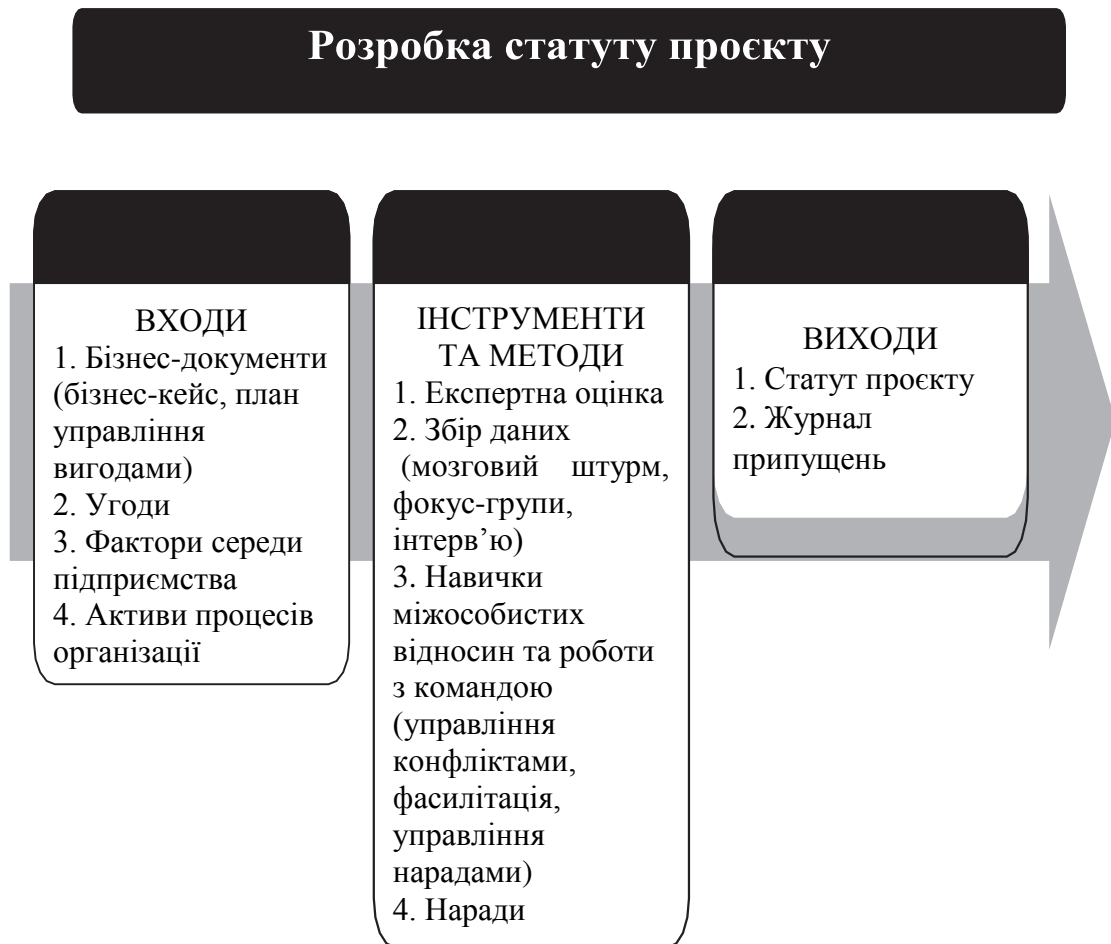 Розробка статуту проєкту
ВХОДИ
1. Бізнес-документи
(бізнес-кейс, план
управління
вигодами)
2. Угоди
3. Фактори середи
підприємства
4. Активи процесів
організації
ІНСТРУМЕНТИ
ТА МЕТОДИ
1. Експертна оцінка
2. Збір даних
(мозговий штурм,
фокус-групи,
інтерв’ю)
3. Навички
міжособистих
відносин та роботи
з командою
(управління
конфліктами,
фасилітація,
управління
нарадами)
4. Наради
ВИХОДИ
1. Статут проєкту
2. Журнал
припущень